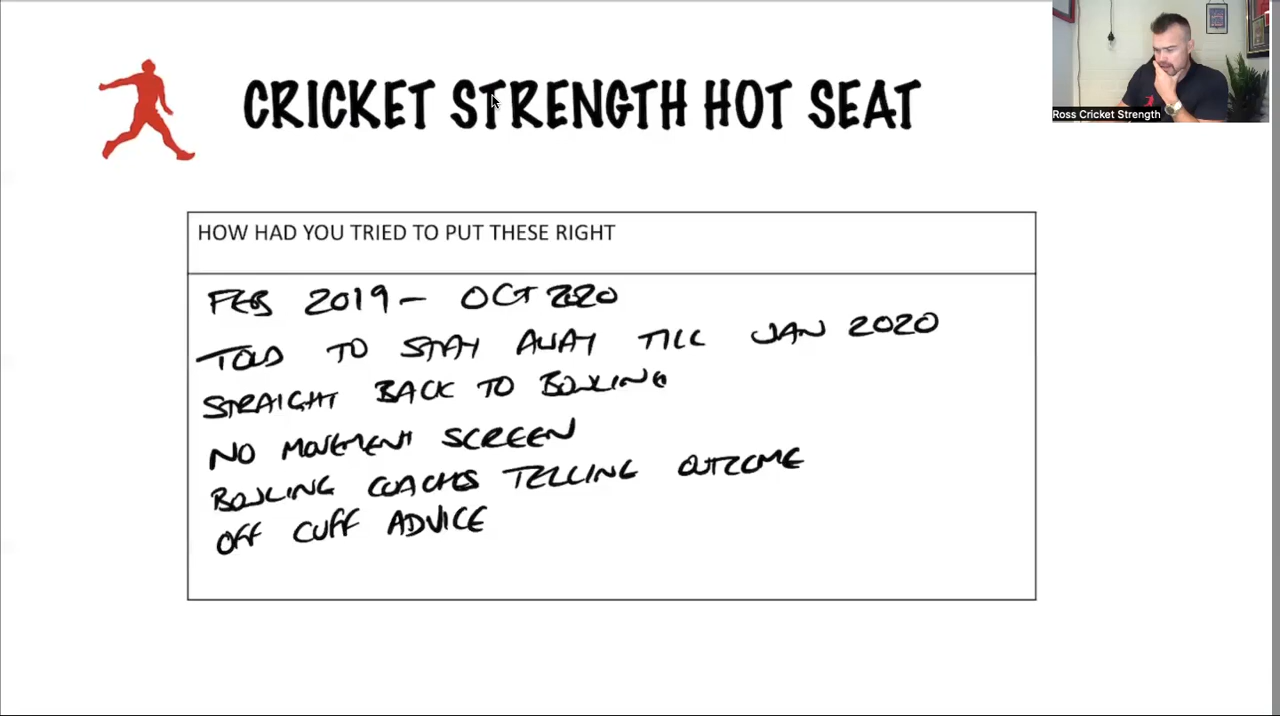 CRICKET STRENGTH HOT SEAT
Ross Cricket Strength
HOW HAD YOU TRIED TO PUT THESE RIGHT
FEB 2019 - OCT 2020
TOLD TO STAY AWAY TILL JAN 2020
STRAIGHT BACK TO BOWLING
NO MOVEMENT SCREEN
BOWLING COACHES TELLING OUTCOME
OFF CUFF ADVICE